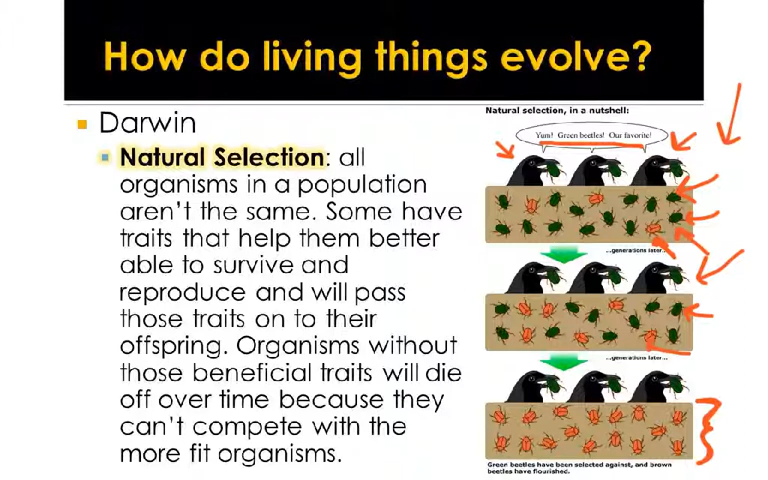 How do living things evolve?
Darwin
Natural Selection: all
organisms in a population
aren't the same. Some have
traits that help them better
able to survive and
reproduce and will pass
those traits on to their
offspring. Organisms without
those beneficial traits will die
off over time because they
can't compete with the
more fit organisms.
Natural selection, in a nutshell:
Yum! Green beetles! Our favorite!
...generations later...
...generations later...
Green beetles have been selected against, and brown
beetles have flourished.